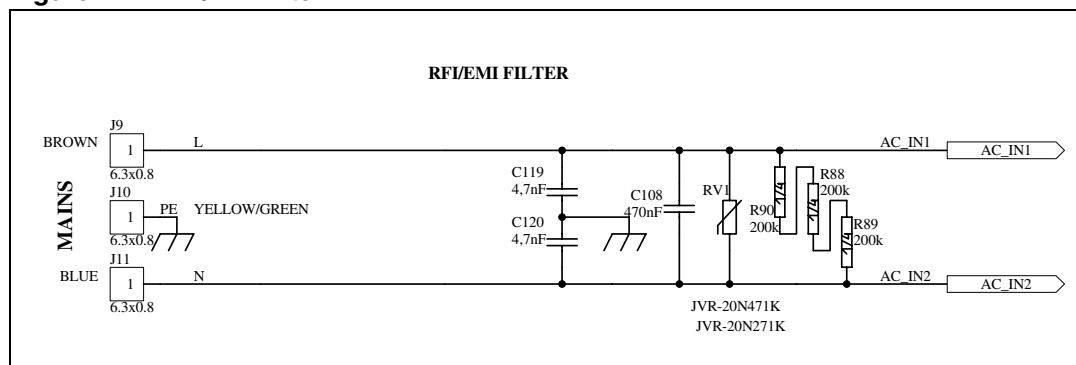 RFI/EMI FILTER
J9
BROWN
1
L
6.3x0.8
AC_IN1
AC_IN1
MAINS
J10
1
PE
YELLOW/GREEN
6.3x0.8
J11
BLUE
1
N
6.3x0.8
C119
4,7nF
C120
4,7nF
C108
470nF
RV1
R90
200k
1/4
R88
200k
1/4
R89
200k
1/4
AC_IN2
AC_IN2
JVR-20N471K
JVR-20N271K